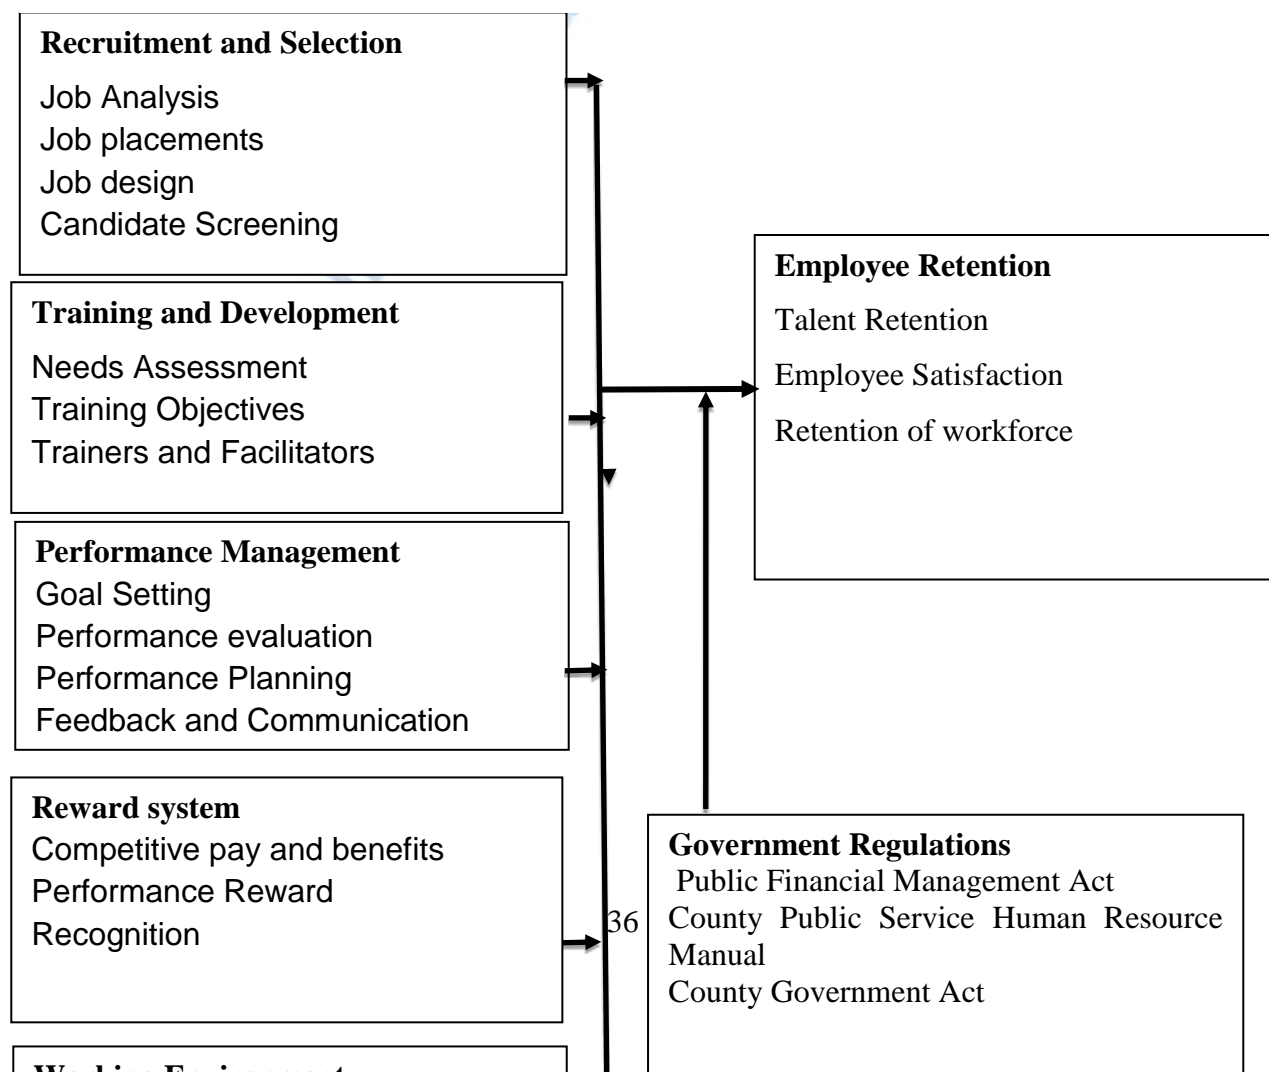 Recruitment and Selection
Job Analysis
Job placements
Job design
Candidate Screening
Training and Development
Needs Assessment
Training Objectives
Trainers and Facilitators
Performance Management
Goal Setting
Performance evaluation
Performance Planning
Feedback and Communication
Reward system
Competitive pay and benefits
Performance Reward
Recognition
Working Environment
Employee Retention
Talent Retention
Employee Satisfaction
Retention of workforce
36
Government Regulations
Public Financial Management Act
County Public Service Human Resource
Manual
County Government Act